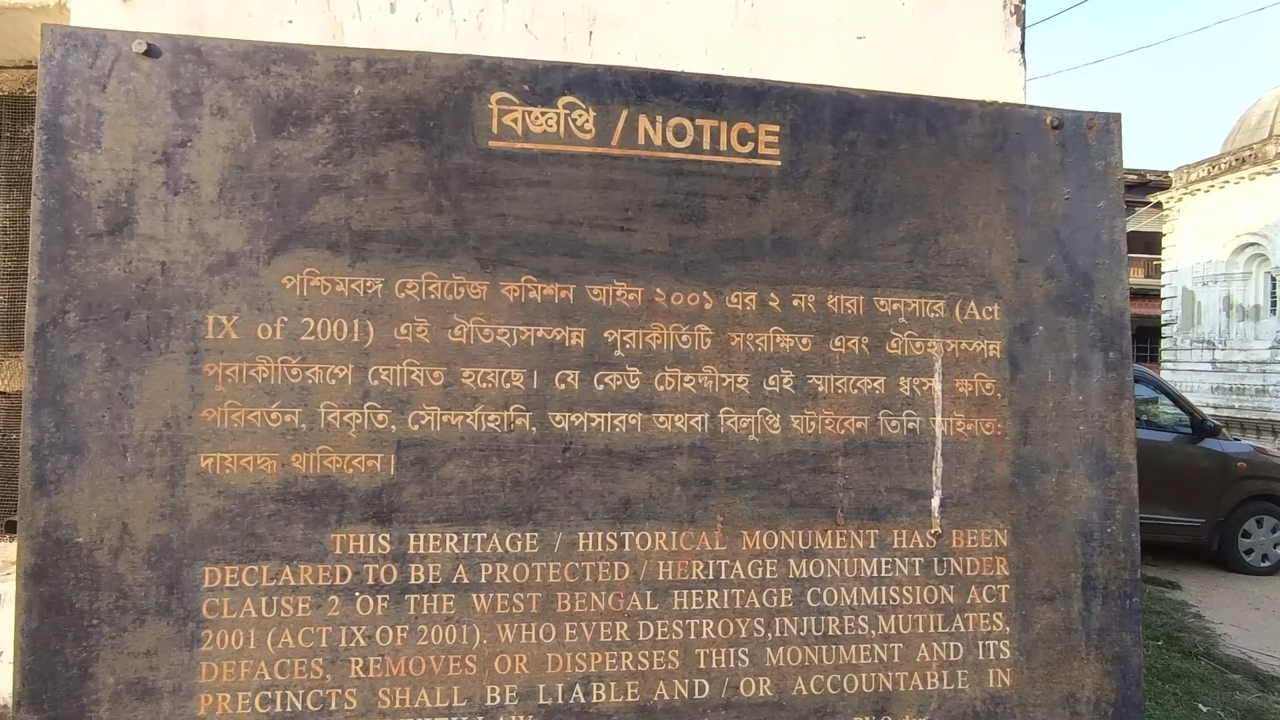 বিজ্ঞপ্তি / NOTICE
পশ্চিমবঙ্গ হেরিটেজ কমিশন আইন ২০০১ এর ২ নং ধারা অনুসারে (Act
IX of 2001) এই ঐতিহ্যসম্পন্ন পুরাকীর্তিটি সংরক্ষিত এবং ঐতিহ্যসম্পন্ন
পুরাকীর্তিরূপে ঘোষিত হয়েছে। যে কেউ চৌহদ্দীসহ এই স্মারকের ধ্বংস ক্ষতি,
পরিবর্তন, বিকৃতি, সৌন্দর্য্যহানি, অপসারণ অথবা বিলুপ্তি ঘটাইবেন তিনি আইনত:
দায়বদ্ধ থাকিবেন।
THIS HERITAGE / HISTORICAL MONUMENT HAS BEEN
DECLARED TO BE A PROTECTED / HERITAGE MONUMENT UNDER
CLAUSE 2 OF THE WEST BENGAL HERITAGE COMMISSION ACT
2001 (ACT IX OF 2001). WHO EVER DESTROYS,INJURES,MUTILATES,
DEFACES, REMOVES OR DISPERSES THIS MONUMENT AND ITS
PRECINCTS SHALL BE LIABLE AND / OR ACCOUNTABLE IN